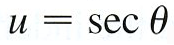 u = sec θ